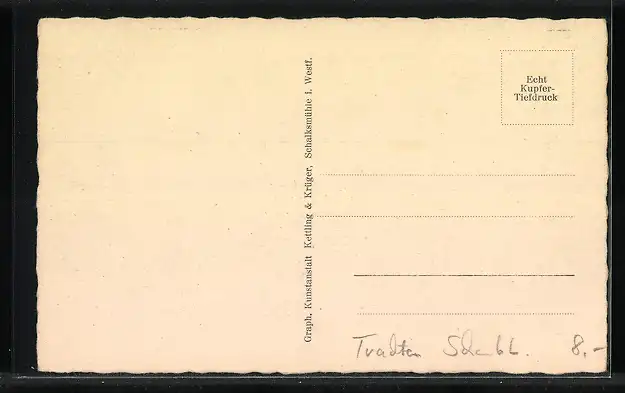 Graph. Kunstanstalt Kettling & Krüger, Schalksmühle i. Westf.
Echt
Kupfer-
Tiefdruck
Trachten 8.-